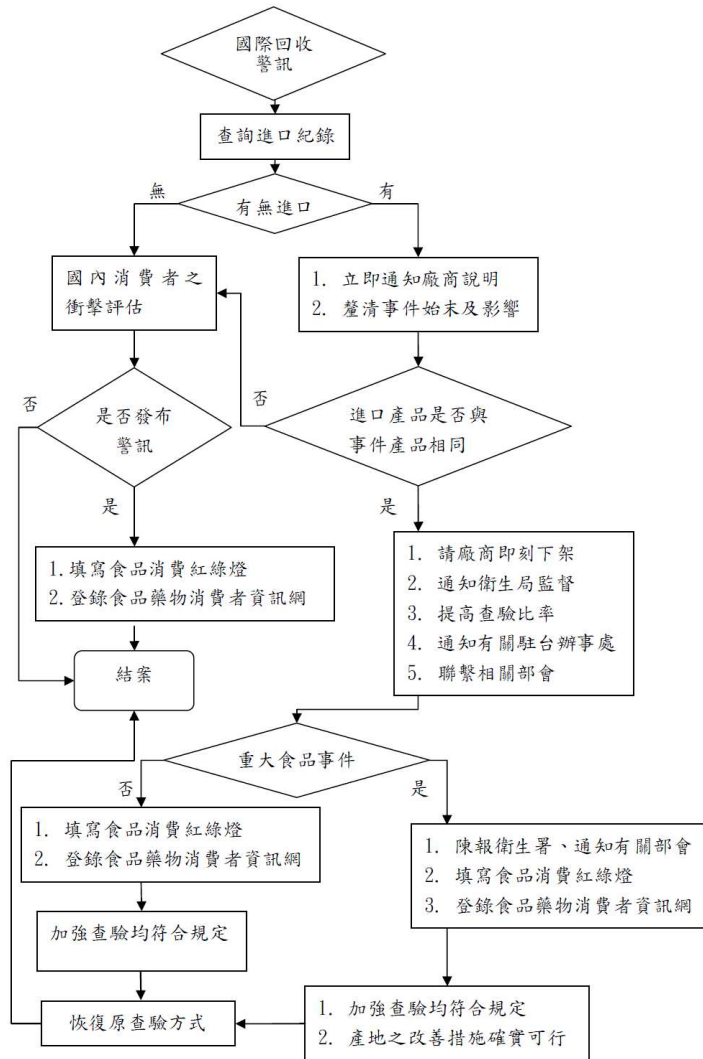 國際回收
警訊
查詢進口紀錄
有無進口
無
有
國內消費者之
衝擊評估
1. 立即通知廠商說明
2. 釐清事件始末及影響
是否發布
警訊
否
是
進口產品是否與
事件產品相同
否
是
1.填寫食品消費紅綠燈
2.登錄食品藥物消費者資訊網
1. 請廠商即刻下架
2. 通知衛生局監督
3. 提高查驗比率
4. 通知有關駐台辦事處
5. 聯繫相關部會
結案
重大食品事件
否
是
1. 填寫食品消費紅綠燈
2. 登錄食品藥物消費者資訊網
1. 陳報衛生署、通知有關部會
2. 填寫食品消費紅綠燈
3. 登錄食品藥物消費者資訊網
加強查驗均符合規定
恢復原查驗方式
1. 加強查驗均符合規定
2. 產地之改善措施確實可行